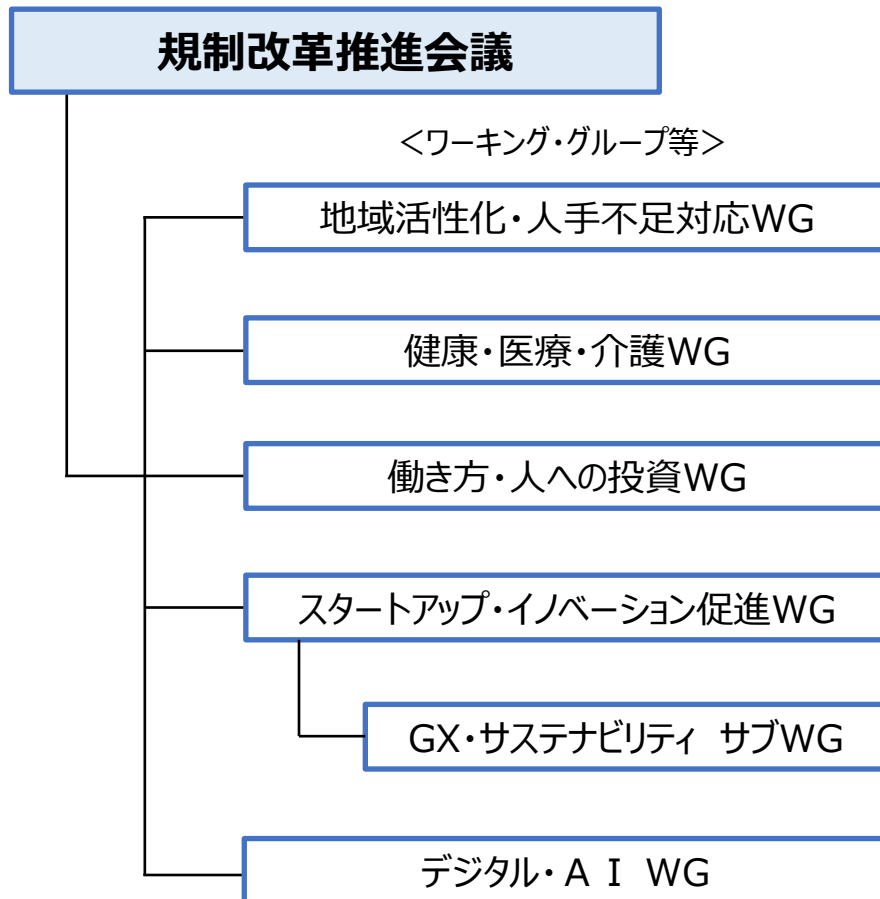 規制改革推進会議
＜ワーキング・グループ等＞
地域活性化・人手不足対応WG
健康・医療・介護WG
働き方・人への投資WG
スタートアップ・イノベーション促進WG
GX・サステナビリティ　サブWG
デジタル・ＡＩ　WG